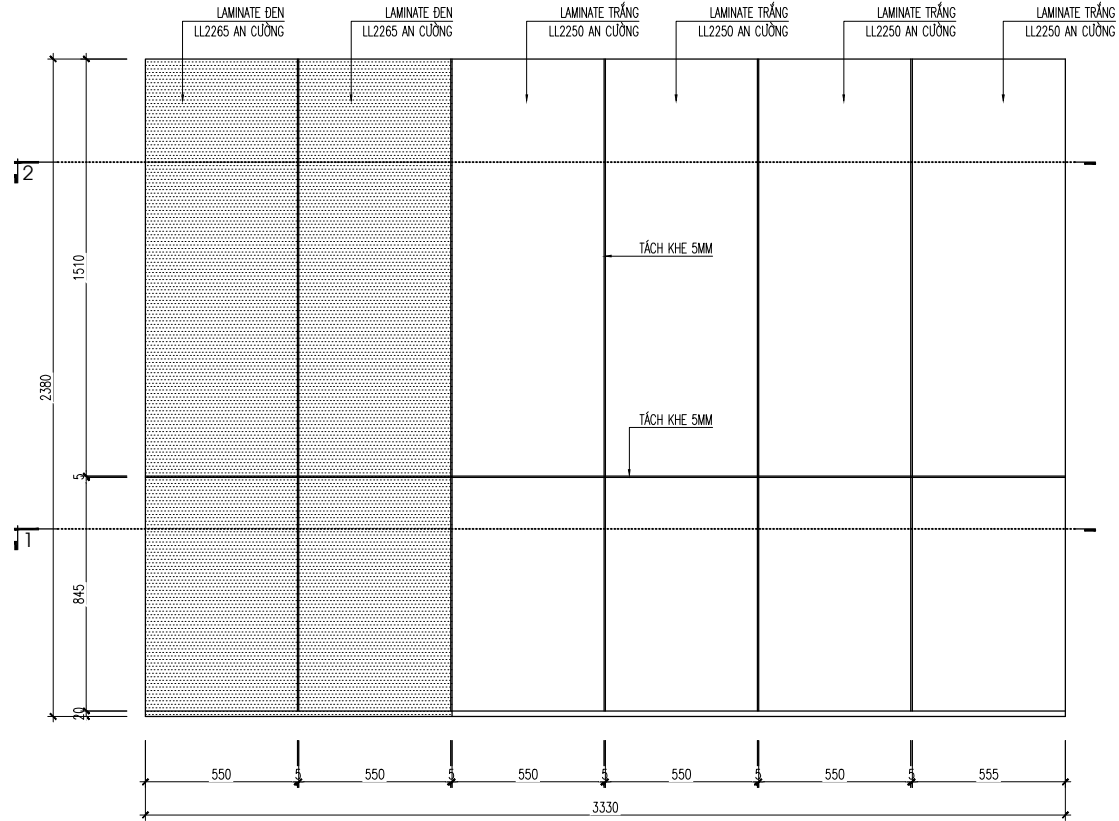 LAMINATE ĐEN
LL2265 AN CƯỜNG
LAMINATE ĐEN
LL2265 AN CƯỜNG
LAMINATE TRẮNG
LL2250 AN CƯỜNG
LAMINATE TRẮNG
LL2250 AN CƯỜNG
LAMINATE TRẮNG
LL2250 AN CƯỜNG
LAMINATE TRẮNG
LL2250 AN CƯỜNG
2
1510
TÁCH KHE 5MM
2380
TÁCH KHE 5MM
5
1
845
20
550
5
550
5
550
5
550
5
550
5
555
3330